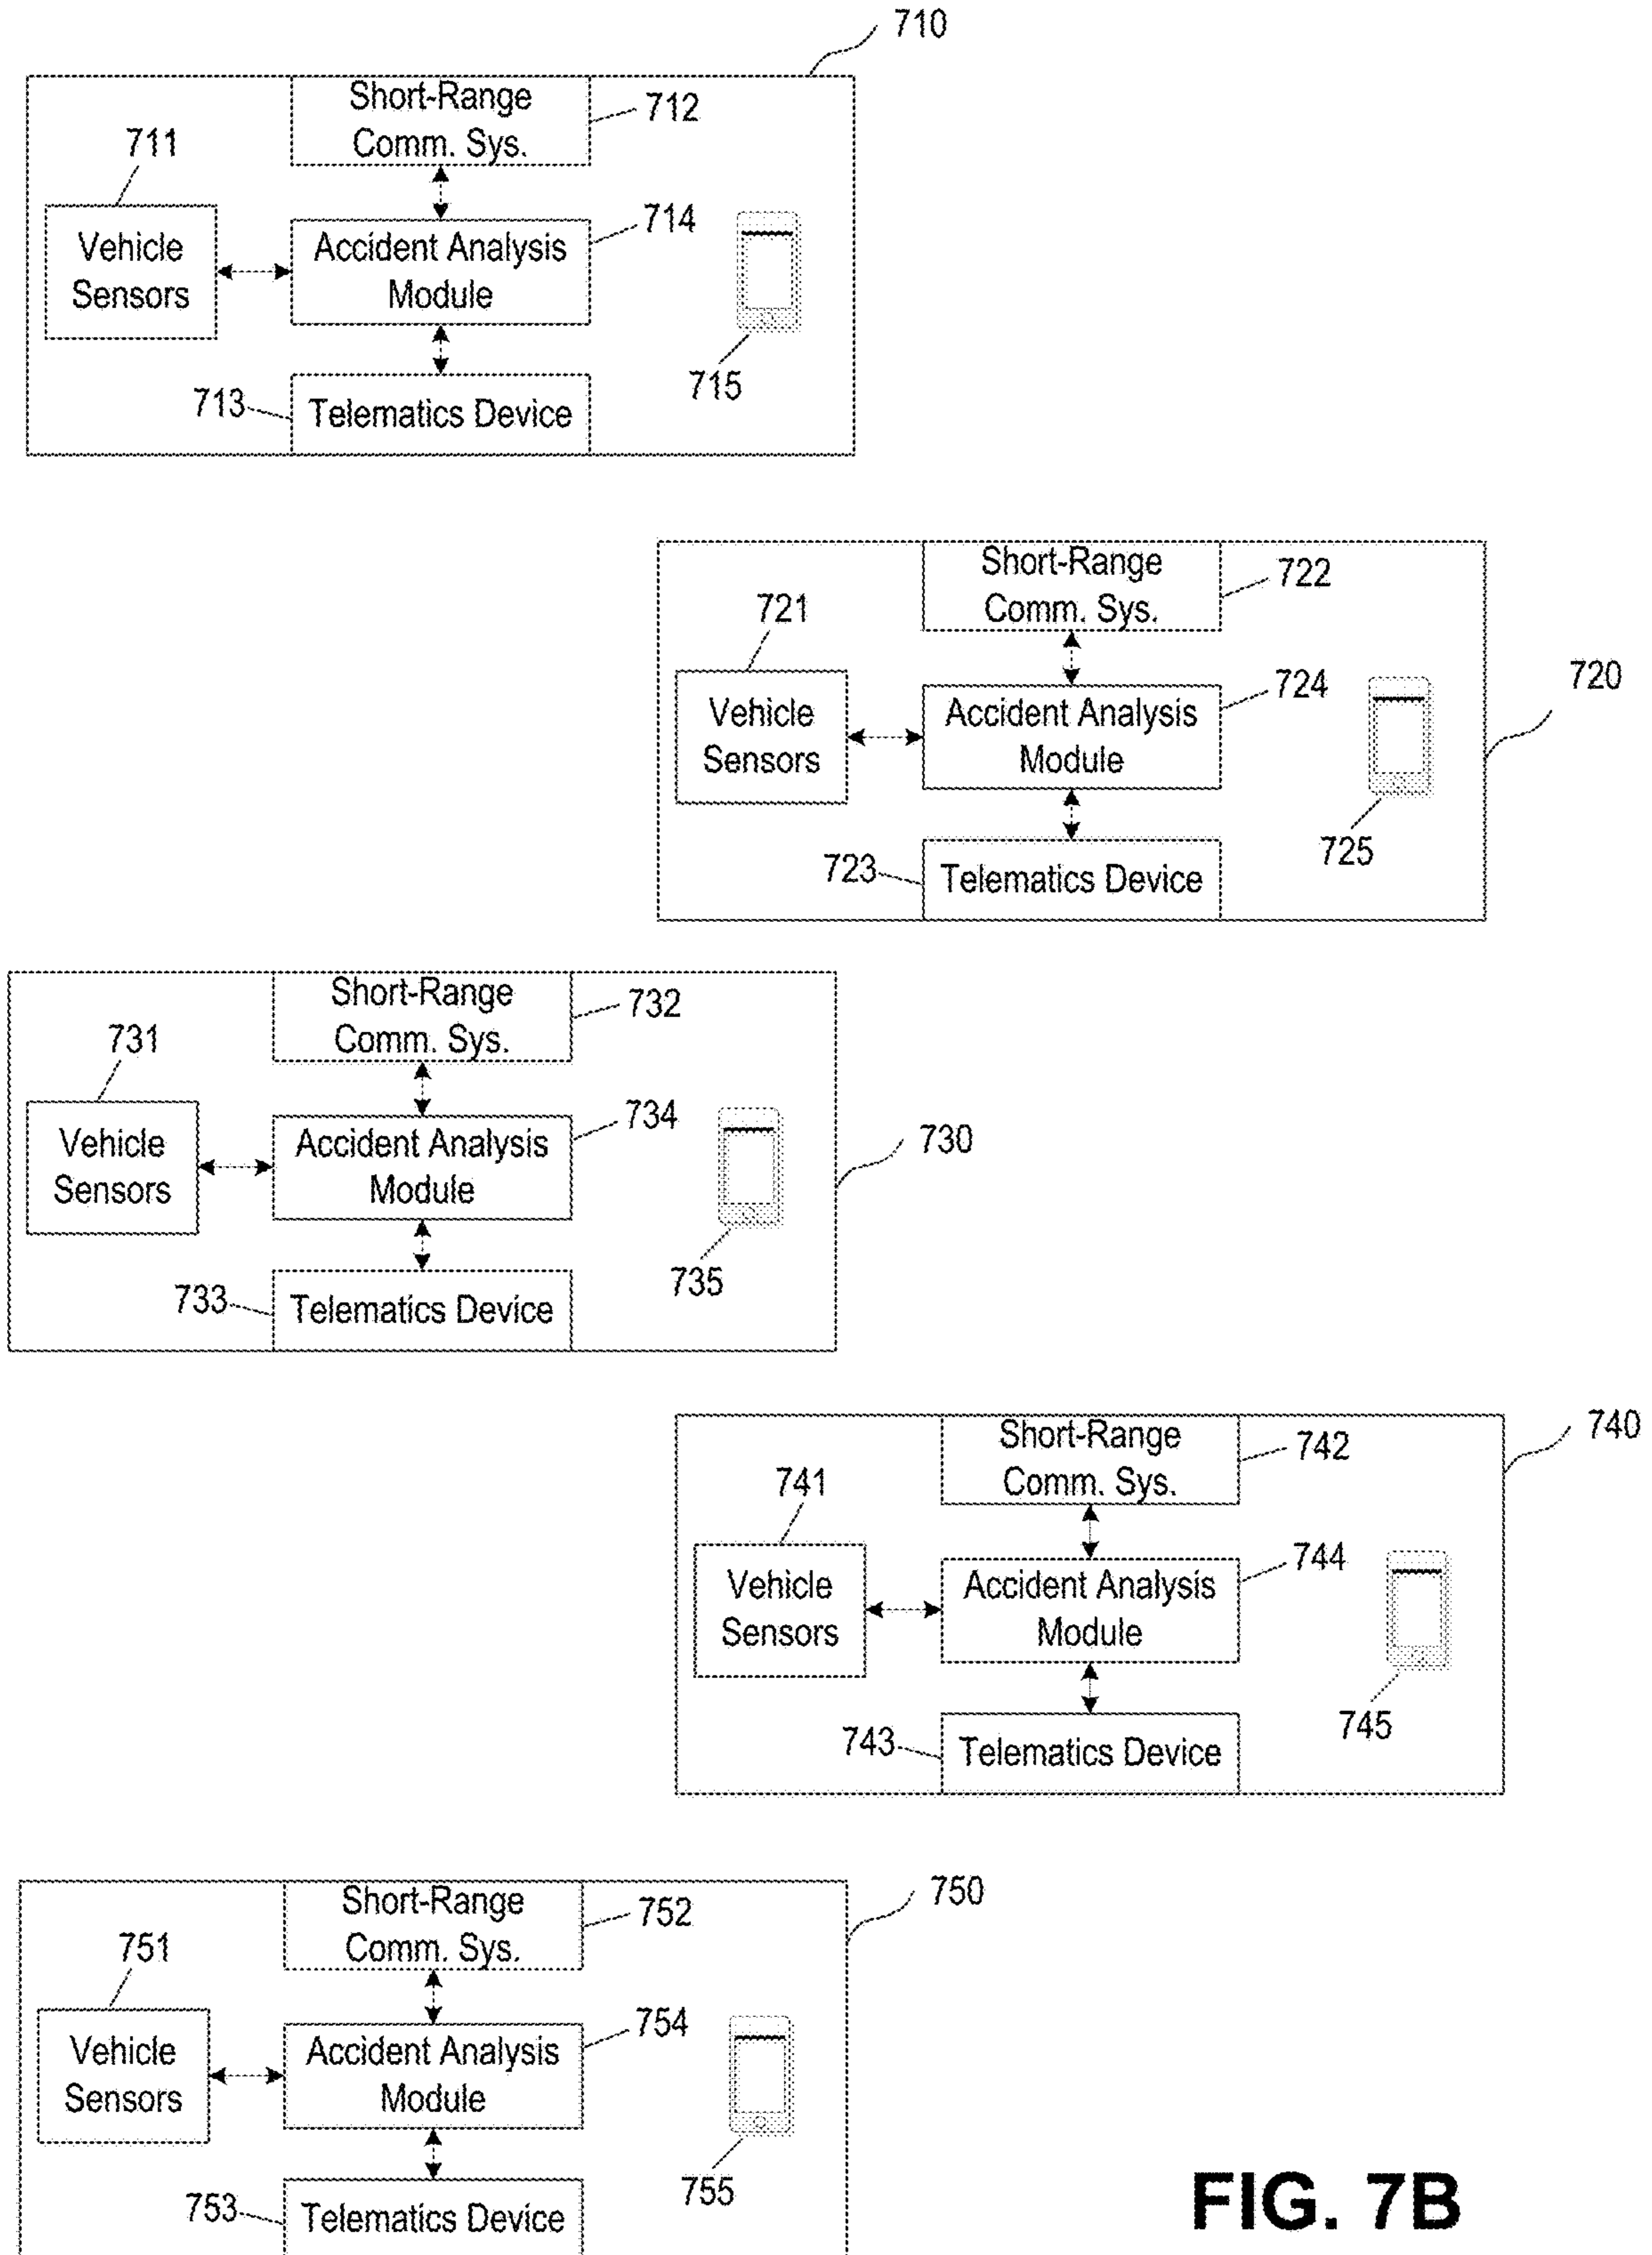 710
Short-Range
Comm. Sys.
712
711
Vehicle
Sensors
Accident Analysis
Module
714
715
713
Telematics Device
Short-Range
Comm. Sys.
722
721
720
Vehicle
Sensors
Accident Analysis
Module
724
725
723
Telematics Device
Short-Range
Comm. Sys.
732
731
Vehicle
Sensors
Accident Analysis
Module
734
730
735
733
Telematics Device
740
Short-Range
Comm. Sys.
742
741
Vehicle
Sensors
Accident Analysis
Module
744
745
743
Telematics Device
750
Short-Range
Comm. Sys.
752
751
Vehicle
Sensors
Accident Analysis
Module
754
755
753
Telematics Device
FIG. 7B